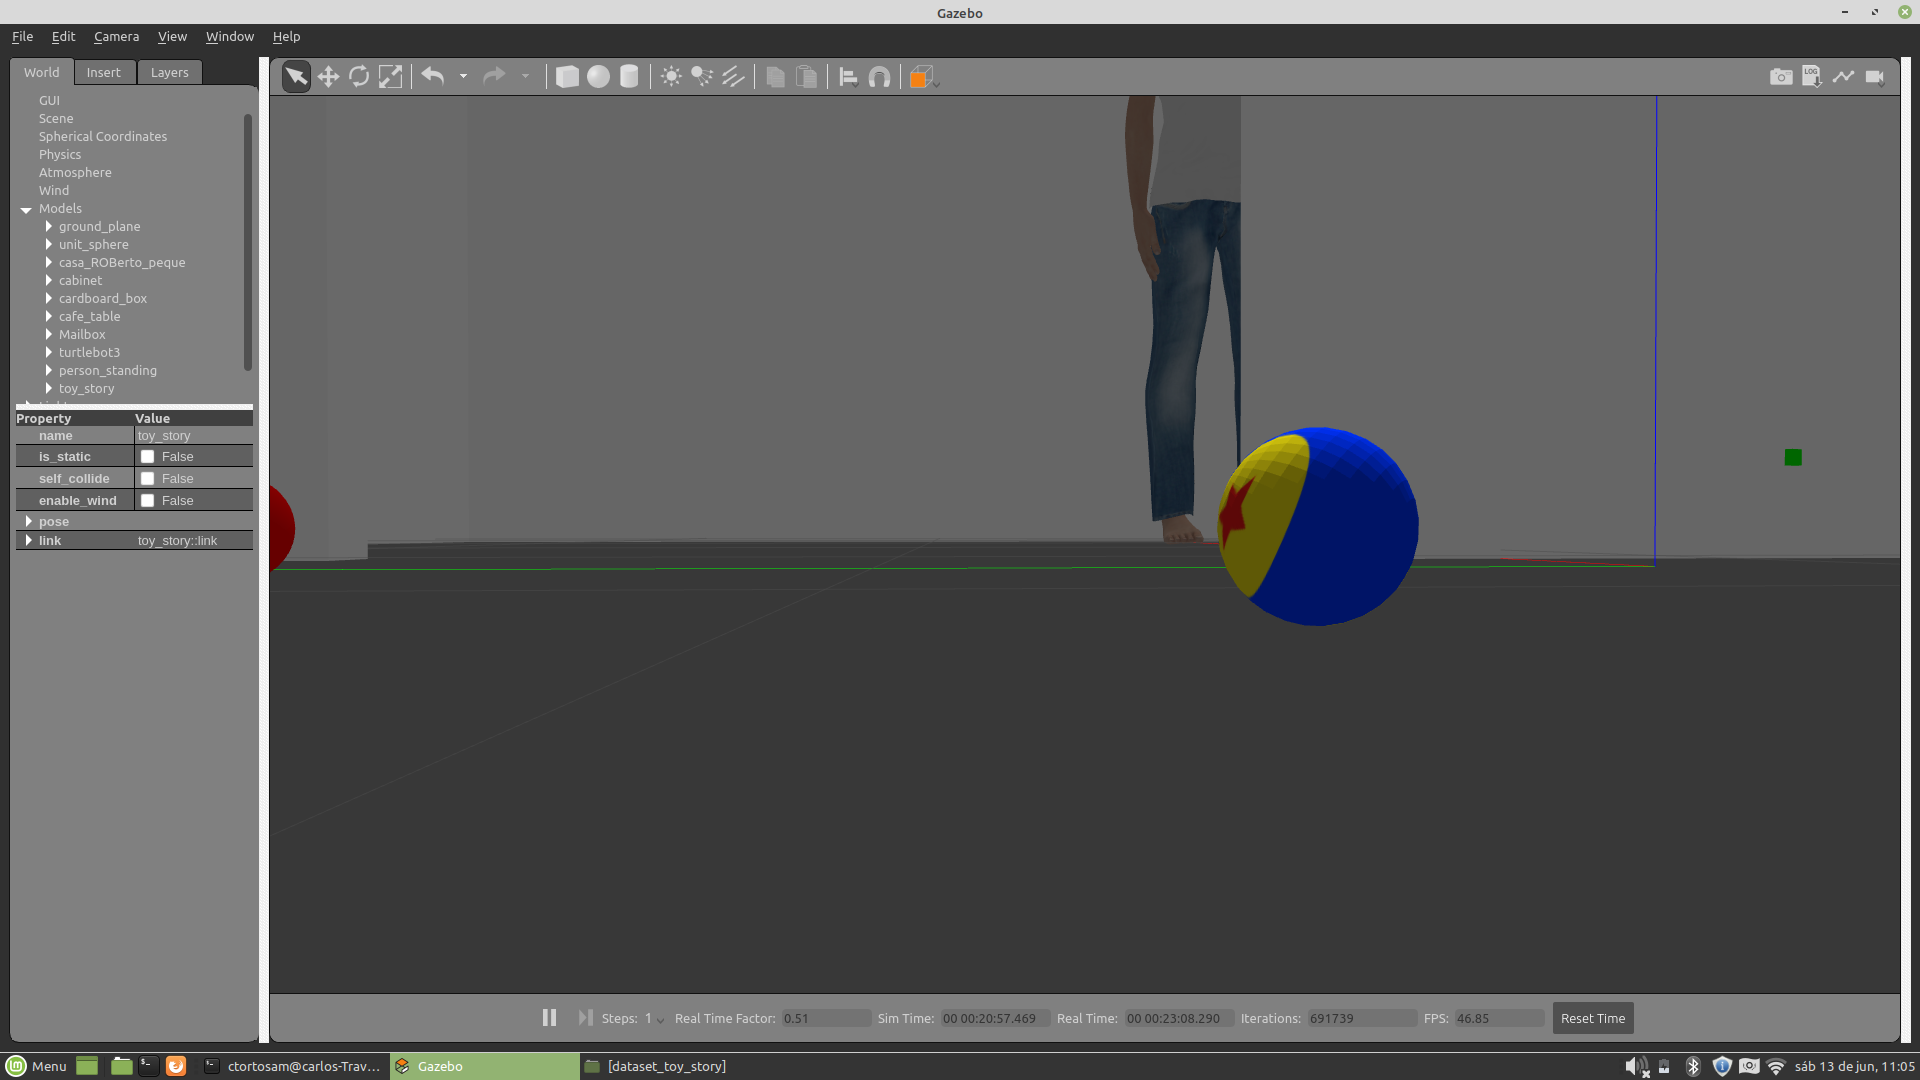 Gazebo
File Edit Camera View Window Help
World Insert Layers
GUI
Scene
Spherical Coordinates
Physics
Atmosphere
Wind
Models
ground_plane
unit_sphere
casa_ROBerto_peque
cabinet
cardboard_box
cafe_table
Mailbox
turtlebot3
person_standing
toy_story
Property Value
name toy_story
is_static False
self_collide False
enable_wind False
pose
link toy_story::link
LOG
Steps: 1 Real Time Factor: 0.51 Sim Time: 00 00:20:57.469 Real Time: 00 00:23:08.290 Iterations: 691739 FPS: 46.85 Reset Time
Menu ctortosam@carlos-Trav... Gazebo [dataset_toy_story] sáb 13 de jun, 11:05